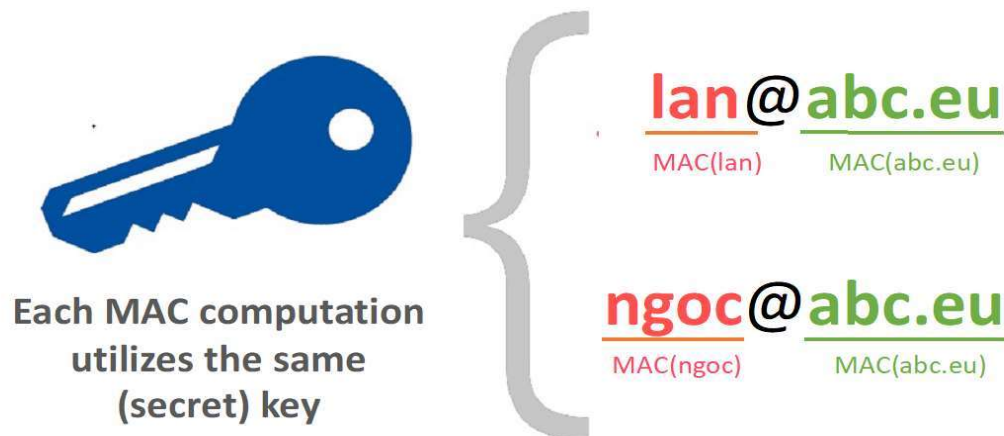 Each MAC computation
utilizes the same
(secret) key
lan@abc.eu
MAC(lan) MAC(abc.eu)
ngoc@abc.eu
MAC(ngoc) MAC(abc.eu)